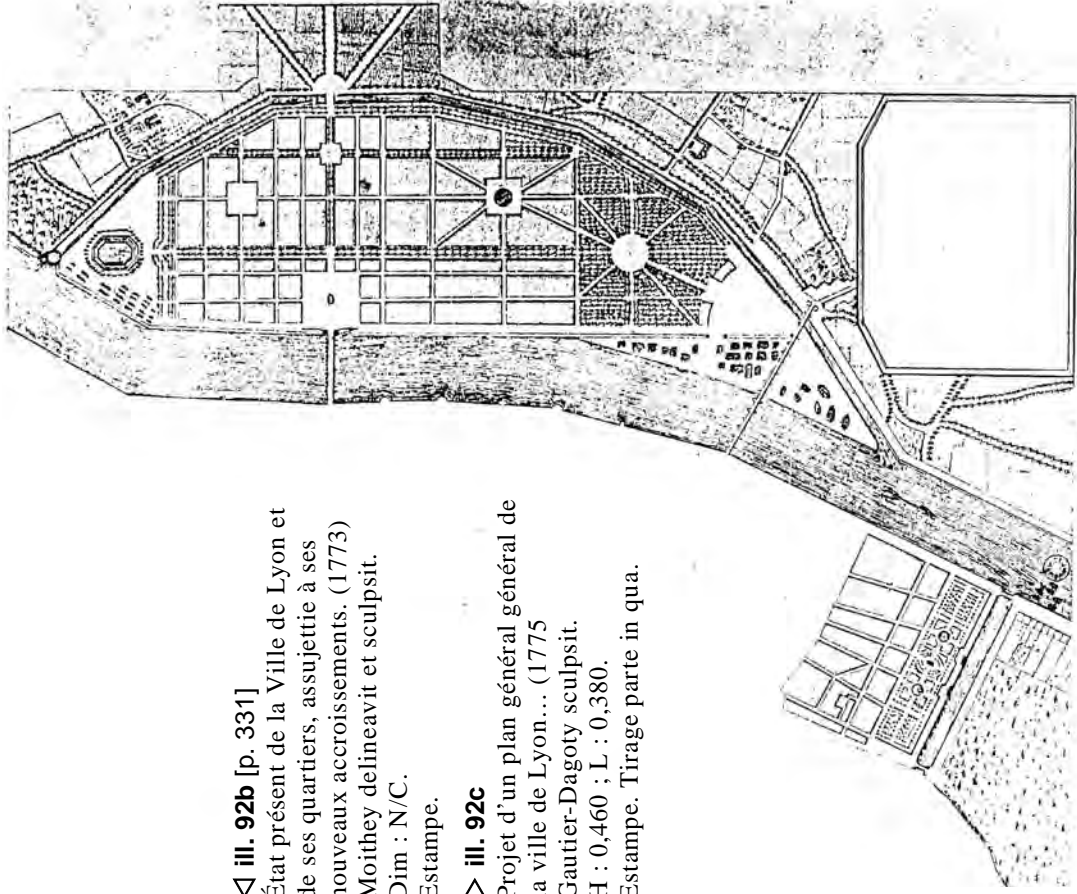 ◁ ill. 92b [p. 331]
État présent de la Ville de Lyon et
de ses quartiers, assujettie à ses
nouveaux accroissements. (1773)
Moithey delineavit et sculpsit.
Dim : N/C.
Estampe.
> ill. 92c
Projet d'un plan général général de
la ville de Lyon... (1775
Gautier-Dagoty sculpsit.
H : 0,460 ; L : 0,380.
Estampe. Tirage parte in qua.